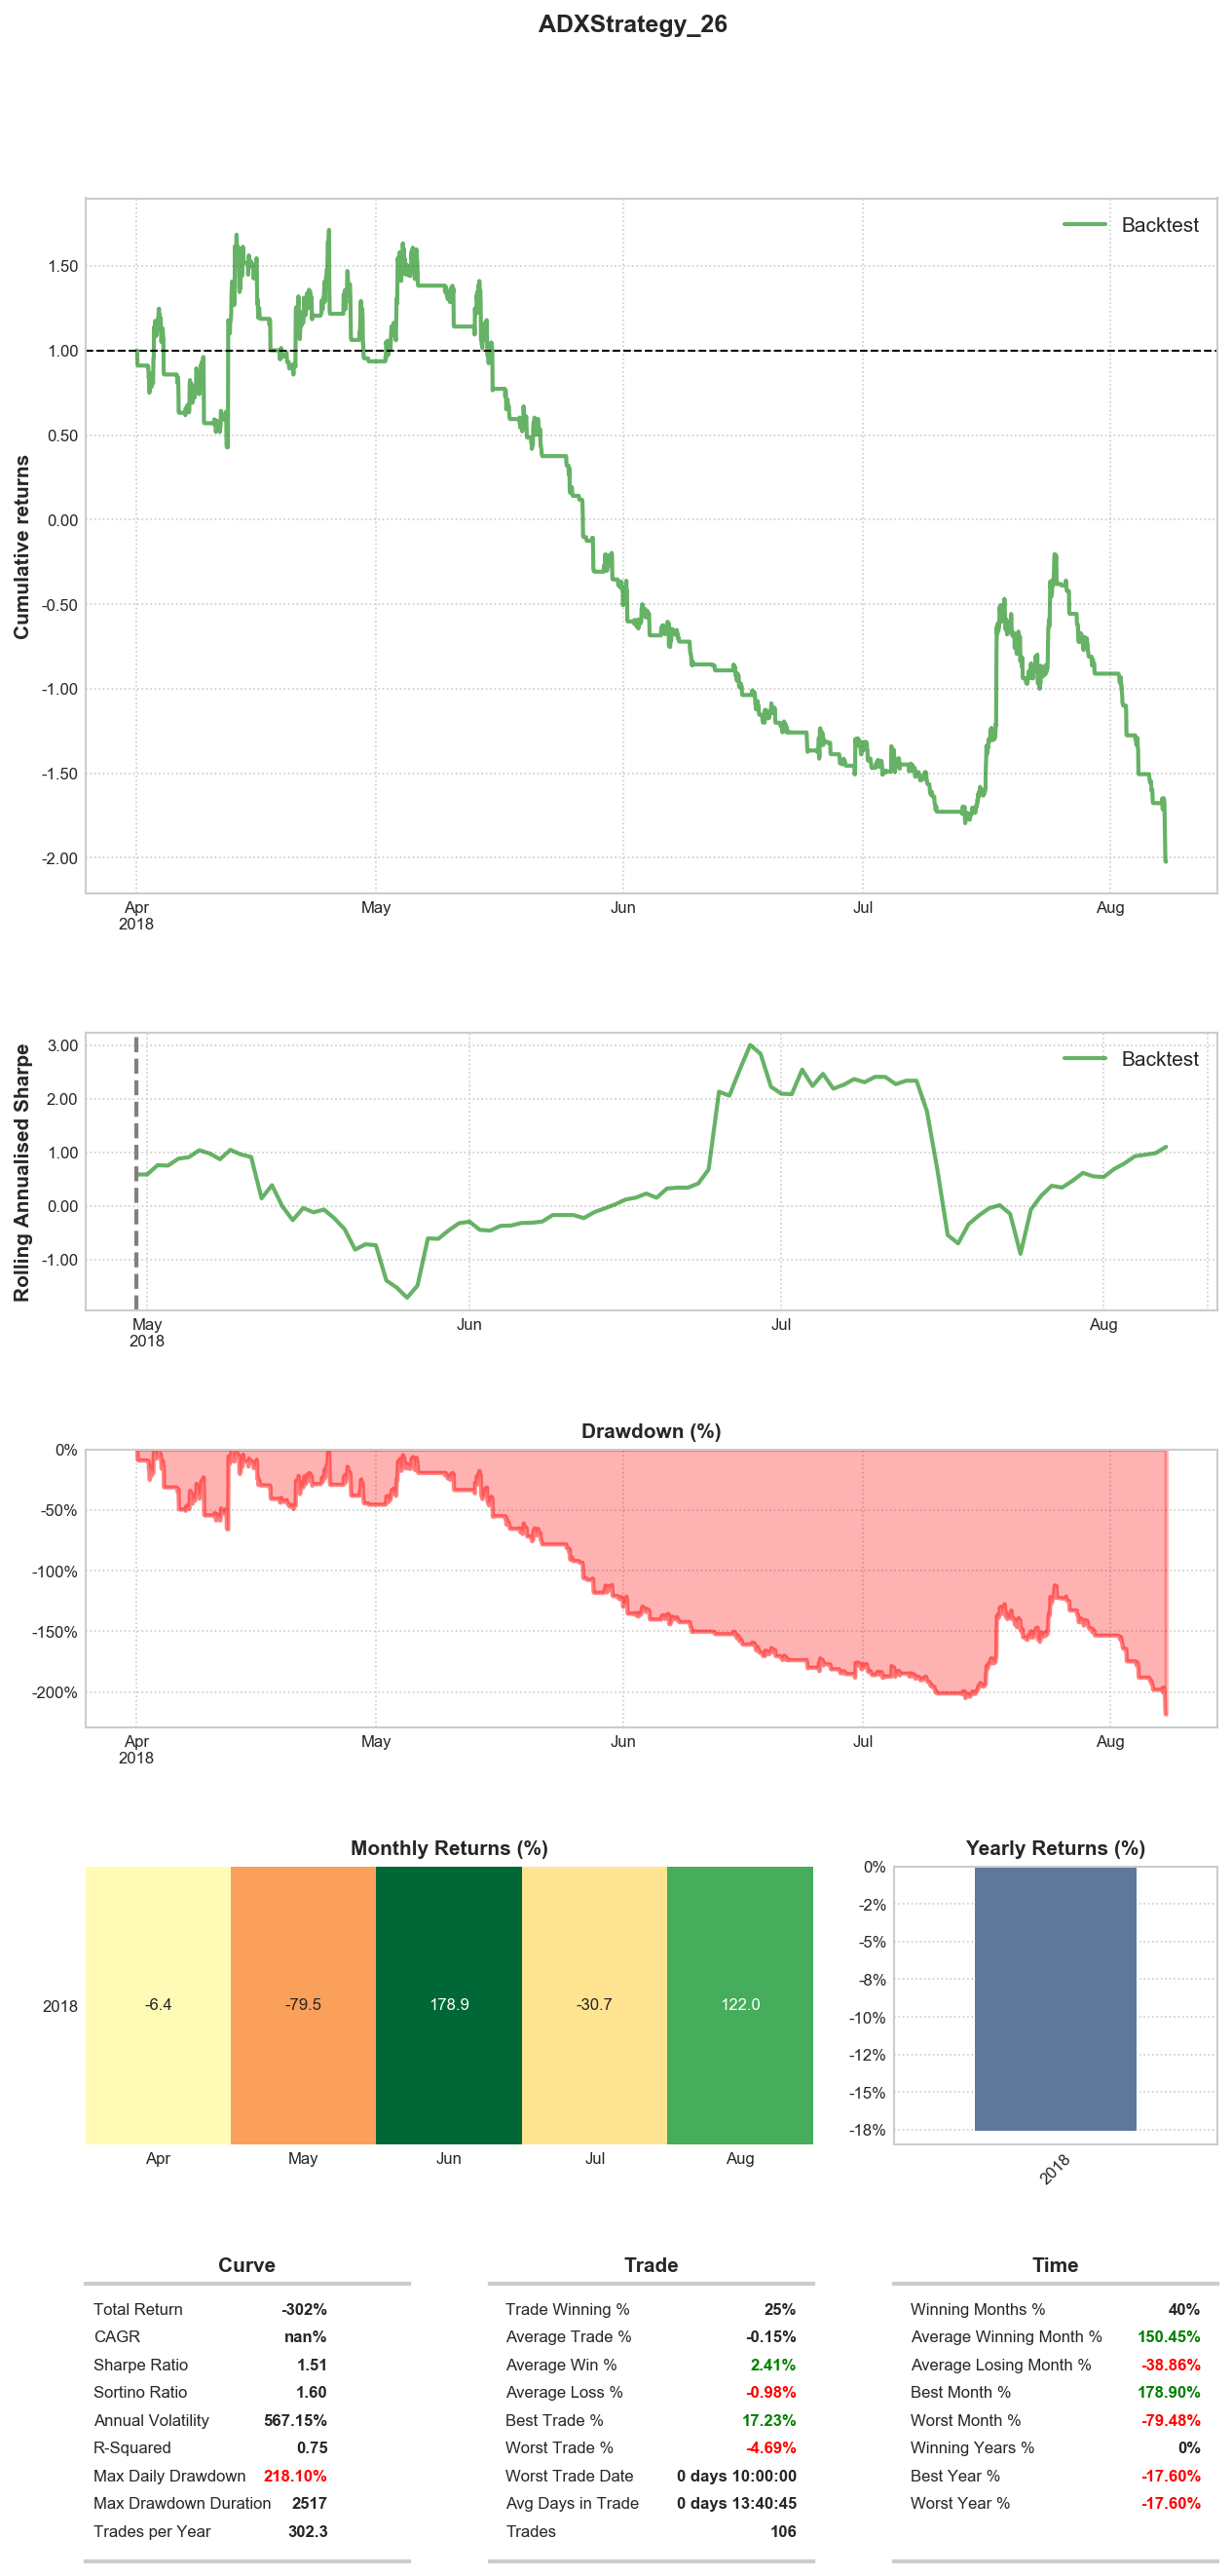 ADXStrategy_26
Backtest
Cumulative returns
1.50
1.00
0.50
0.00
-0.50
-1.00
-1.50
-2.00
Apr May Jun Jul Aug
2018
Backtest
Rolling Annualised Sharpe
3.00
2.00
1.00
0.00
-1.00
May Jun Jul Aug
2018
Drawdown (%)
0%
-50%
-100%
-150%
-200%
Apr May Jun Jul Aug
2018
Monthly Returns (%)
2018 -6.4 -79.5 178.9 -30.7 122.0
Apr May Jun Jul Aug
Yearly Returns (%)
0%
-2%
-5%
-8%
-10%
-12%
-15%
-18%
2018
Curve
Total Return -302%
CAGR nan%
Sharpe Ratio 1.51
Sortino Ratio 1.60
Annual Volatility 567.15%
R-Squared 0.75
Max Daily Drawdown 218.10%
Max Drawdown Duration 2517
Trades per Year 302.3
Trade
Trade Winning % 25%
Average Trade % -0.15%
Average Win % 2.41%
Average Loss % -0.98%
Best Trade % 17.23%
Worst Trade % -4.69%
Worst Trade Date 0 days 10:00:00
Avg Days in Trade 0 days 13:40:45
Trades 106
Time
Winning Months % 40%
Average Winning Month % 150.45%
Average Losing Month % -38.86%
Best Month % 178.90%
Worst Month % -79.48%
Winning Years % 0%
Best Year % -17.60%
Worst Year % -17.60%